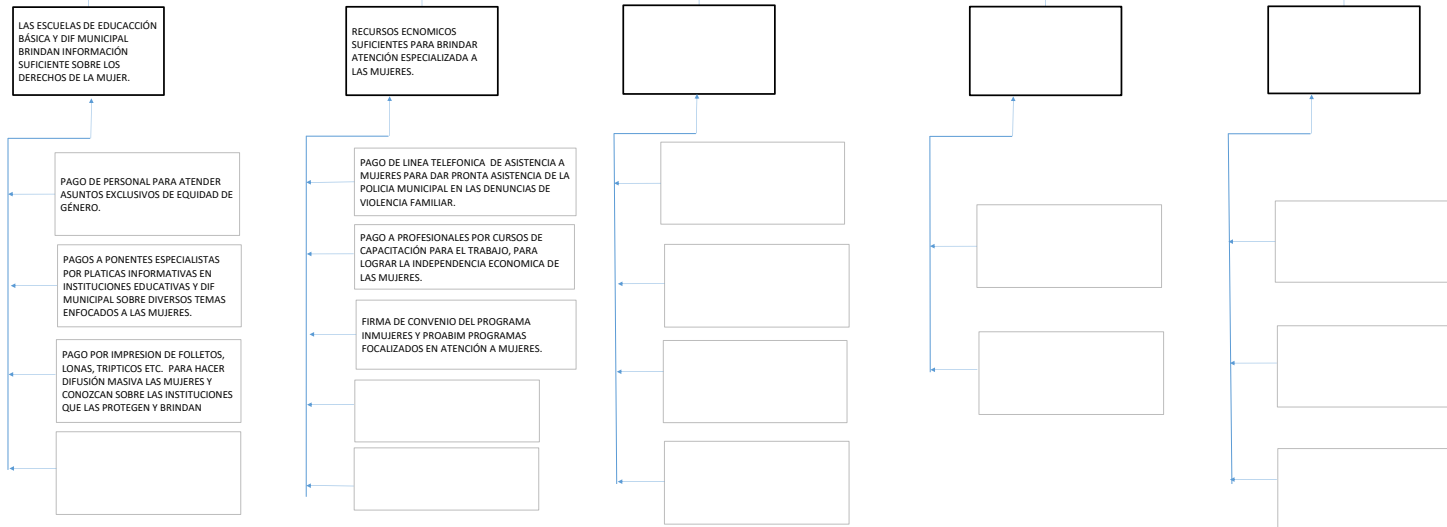 LAS ESCUELAS DE EDUCACCIÓN
BÁSICA Y DIF MUNICIPAL
BRINDAN INFORMACIÓN
SUFICIENTE SOBRE LOS
DERECHOS DE LA MUJER.
PAGO DE PERSONAL PARA ATENDER
ASUNTOS EXCLUSIVOS DE EQUIDAD DE
GÉNERO.
PAGOS A PONENTES ESPECIALISTAS
POR PLATICAS INFORMATIVAS EN
INSTITUCIONES EDUCATIVAS Y DIF
MUNICIPAL SOBRE DIVERSOS TEMAS
ENFOCADOS A LAS MUJERES.
PAGO POR IMPRESION DE FOLLETOS,
LONAS, TRIPTICOS ETC.  PARA HACER
DIFUSIÓN MASIVA LAS MUJERES Y
CONOZCAN SOBRE LAS INSTITUCIONES
QUE LAS PROTEGEN Y BRINDAN
RECURSOS ECNOMICOS
SUFICIENTES PARA BRINDAR
ATENCIÓN ESPECIALIZADA A
LAS MUJERES.
PAGO DE LINEA TELEFONICA  DE ASISTENCIA A
MUJERES PARA DAR PRONTA ASISTENCIA DE LA
POLICIA MUNICIPAL EN LAS DENUNCIAS DE
VIOLENCIA FAMILIAR.
PAGO A PROFESIONALES POR CURSOS DE
CAPACITACIÓN PARA EL TRABAJO, PARA
LOGRAR LA INDEPENDENCIA ECONOMICA DE
LAS MUJERES.
FIRMA DE CONVENIO DEL PROGRAMA
INMUJERES Y PROABIM PROGRAMAS
FOCALIZADOS EN ATENCIÓN A MUJERES.